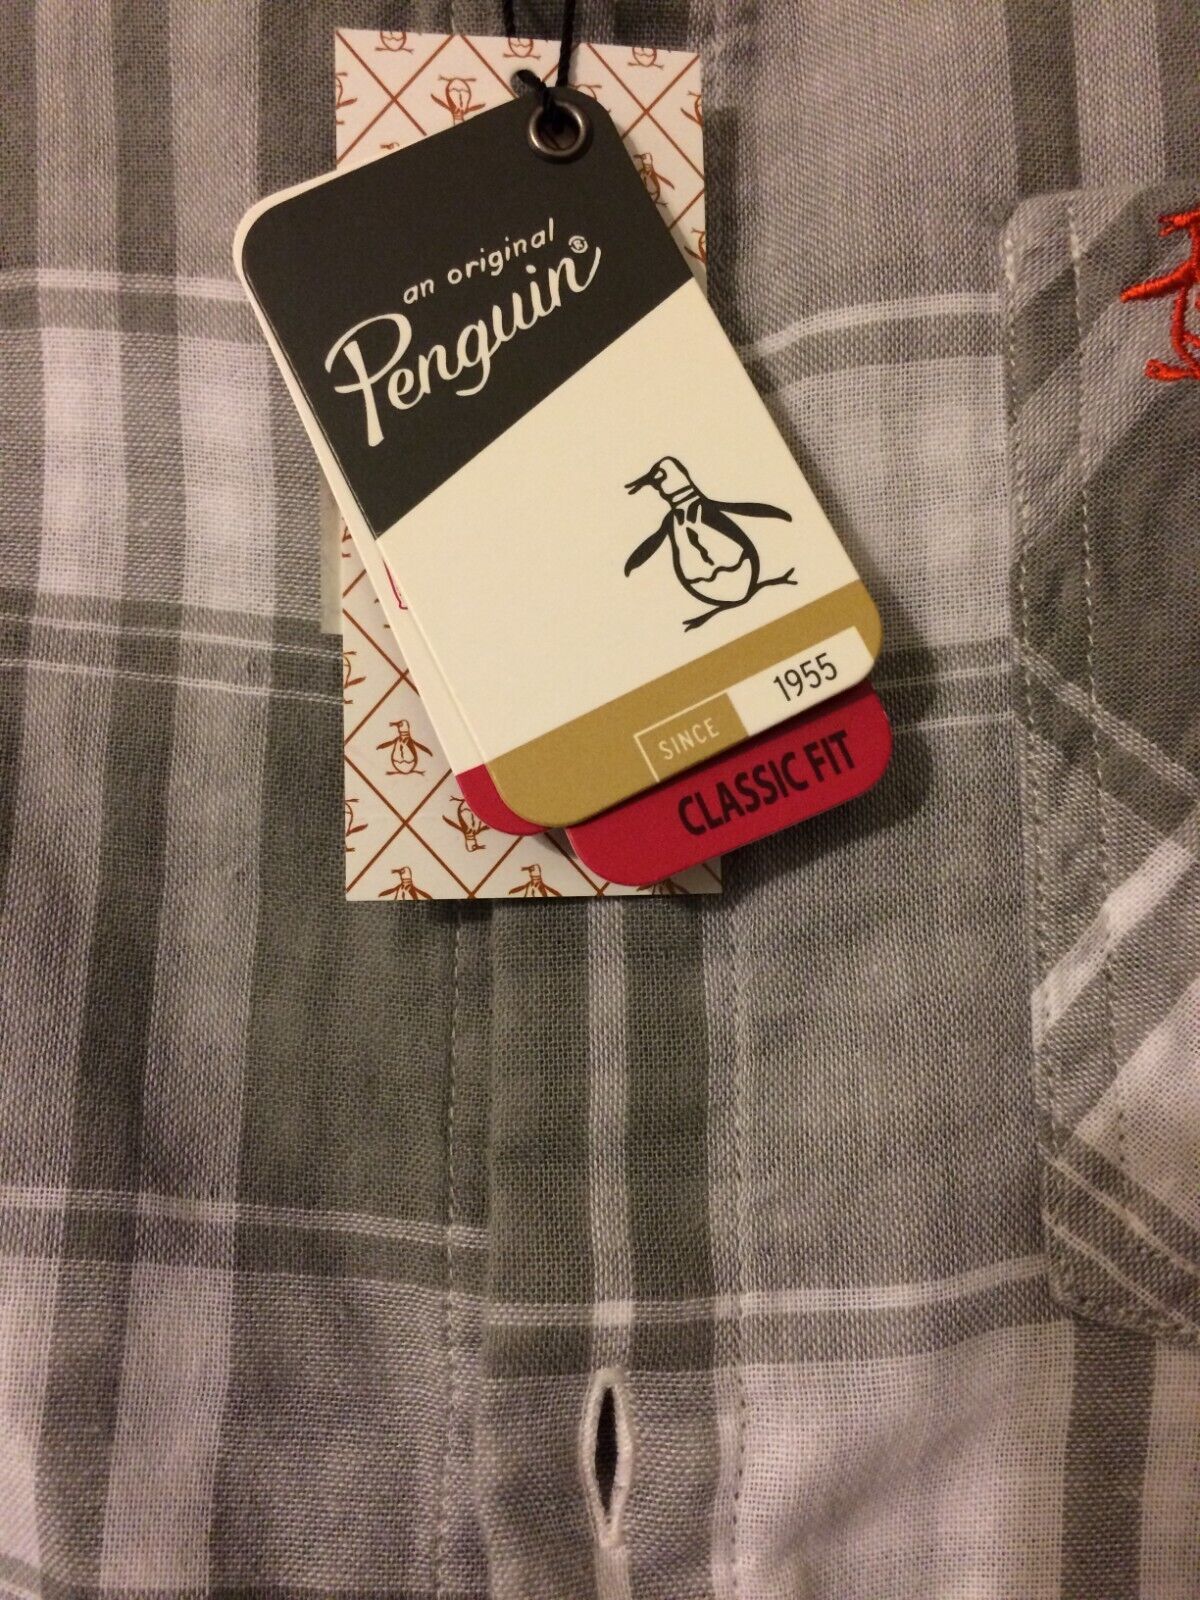 an original
Penguin®
SINCE 1955
CLASSIC FIT